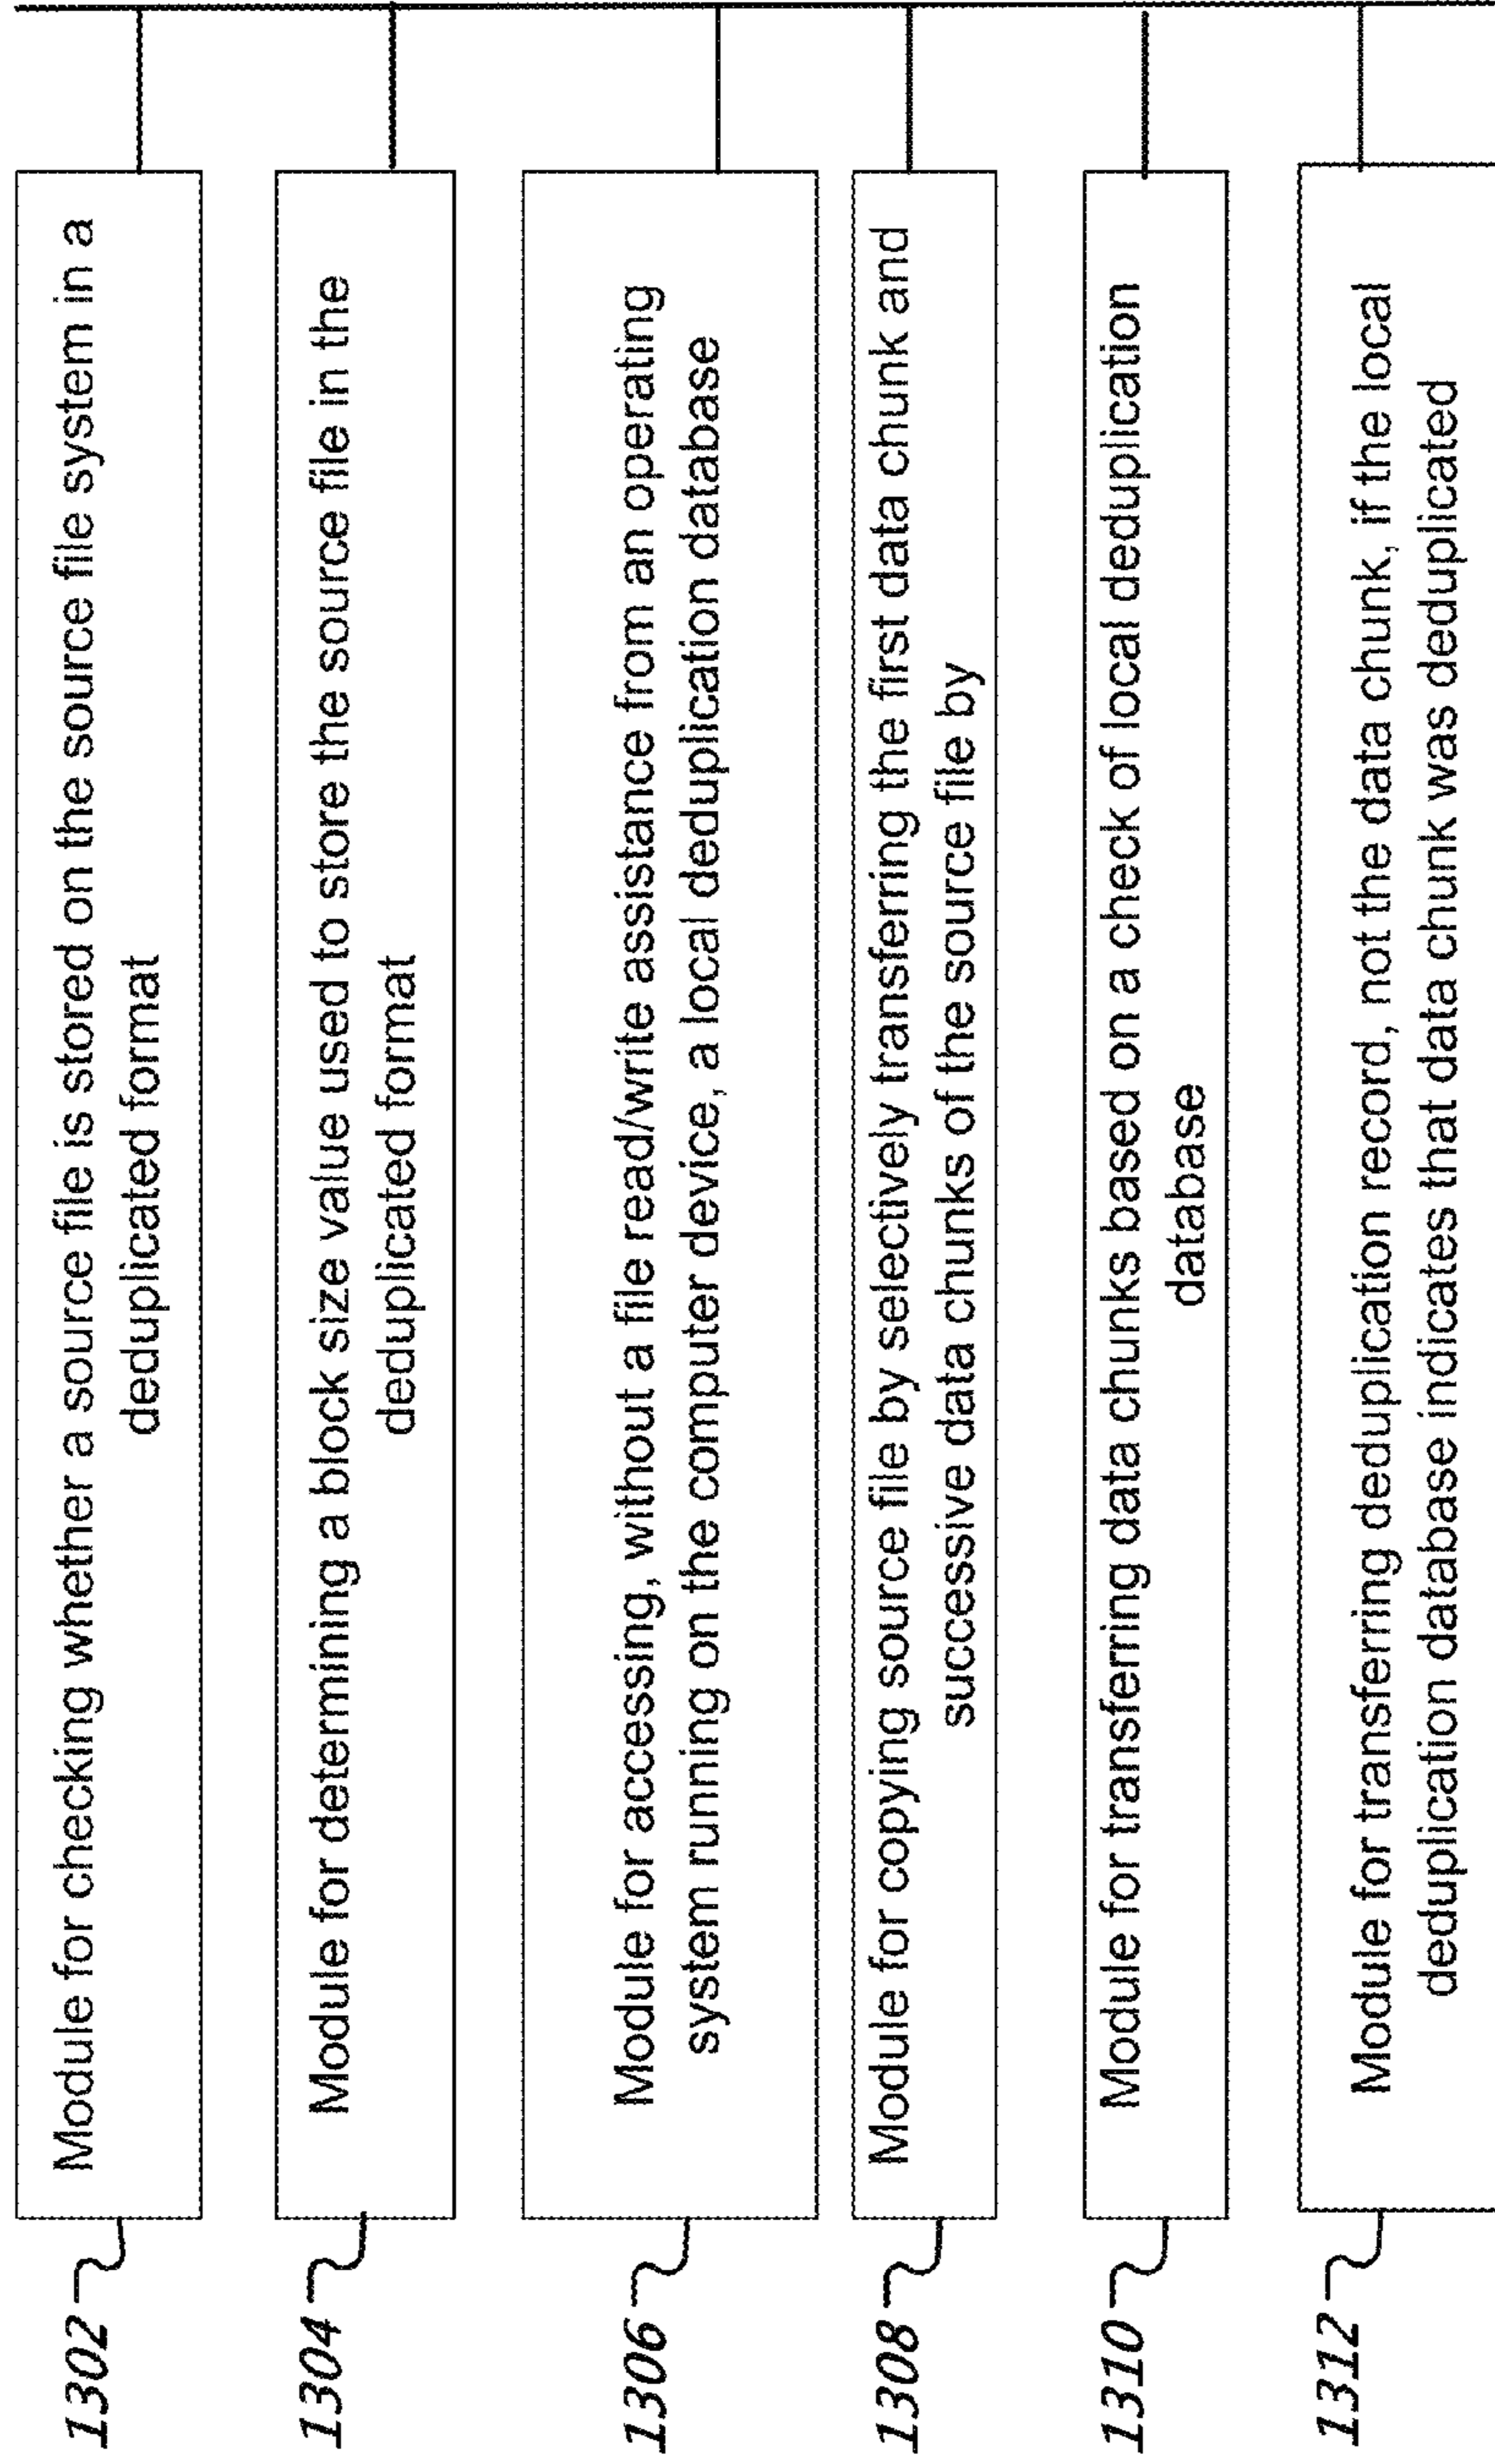 1302
Module for checking whether a source file is stored on the source file system in a
deduplicated format
1304
Module for determining a block size value used to store the source file in the
deduplicated format
1306
Module for accessing, without a file read/write assistance from an operating
system running on the computer device, a local deduplication database
1308
Module for copying source file by selectively transferring the first data chunk and
successive data chunks of the source file by
1310
Module for transferring data chunks based on a check of local deduplication
database
1312
Module for transferring deduplication record, not the data chunk, if the local
deduplication database indicates that data chunk was deduplicated